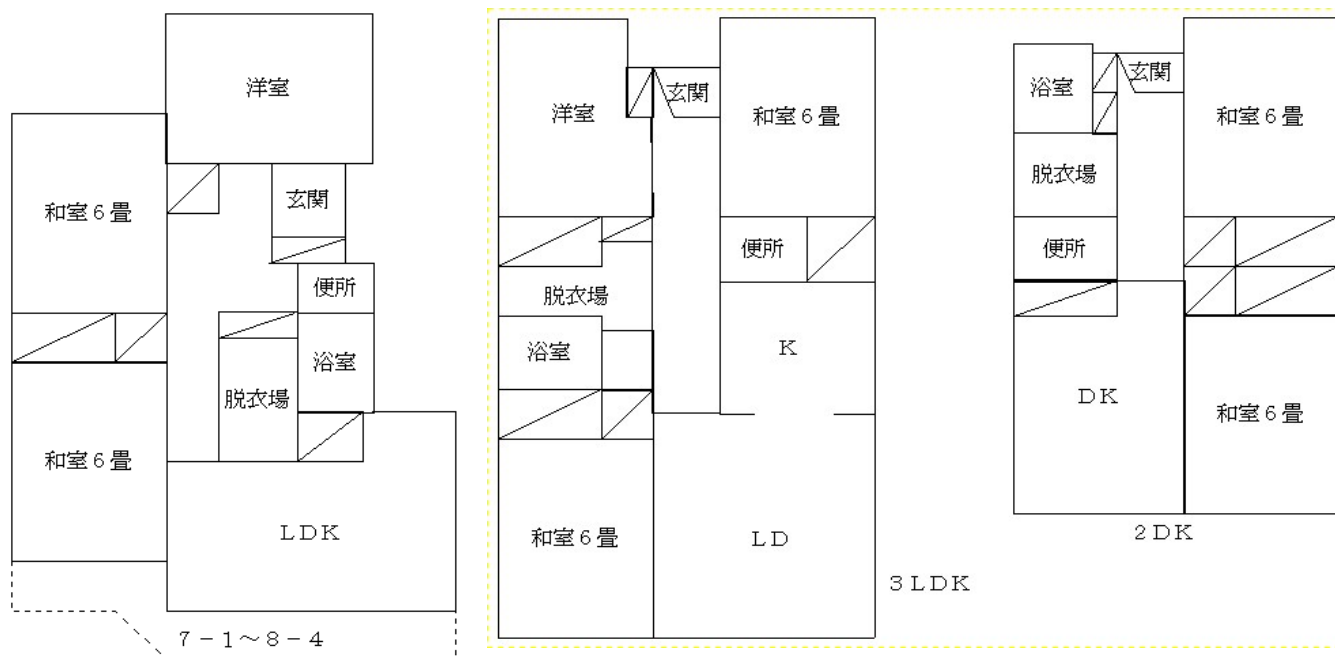 洋室
和室６畳
玄関
便所
浴室
脱衣場
和室６畳
ＬＤＫ
７－１～８－４
洋室
玄関
和室６畳
便所
脱衣場
Ｋ
浴室
和室６畳
ＬＤ
３ＬＤＫ
浴室
玄関
和室６畳
脱衣場
便所
ＤＫ
和室６畳
２ＤＫ